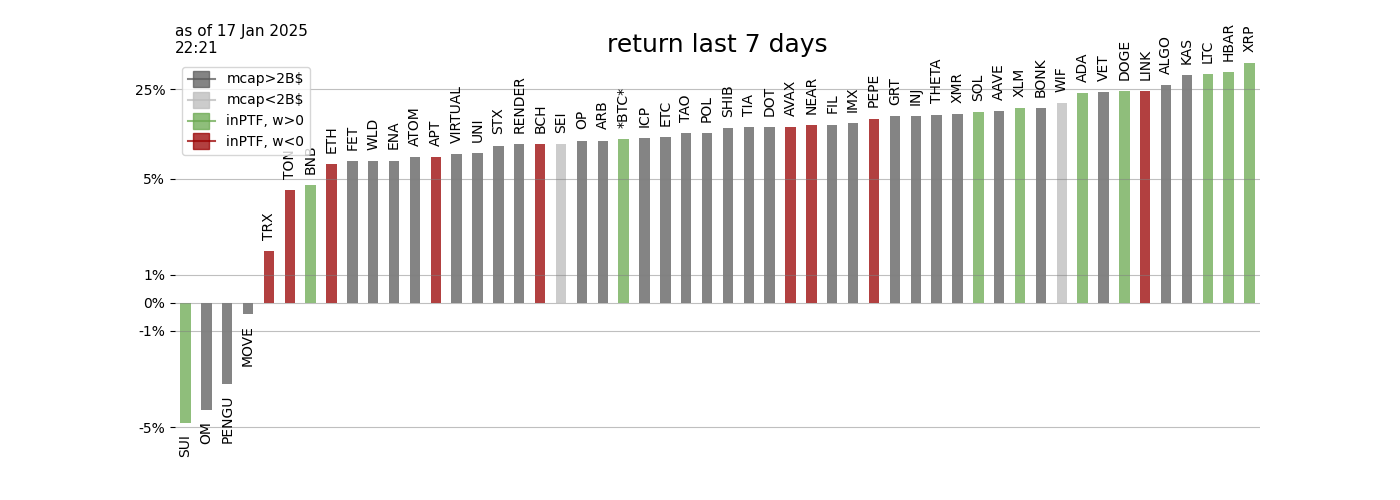 as of 17 Jan 2025
22:21
return last 7 days
mcap>2B$
mcap<2B$
inPTF, w>0
inPTF, w<0
25%
5%
1%
0%
-1%
-5%
SUI
OM
PENGU
MOVE
TRX
TON
BNB
ETH
FET
WLD
ENA
ATOM
APT
VIRTUAL
UNI
STX
RENDER
BCH
SEI
OP
ARB
*BTC*
ICP
ETC
TAO
POL
SHIB
TIA
DOT
AVAX
NEAR
FIL
IMX
PEPE
GRT
INJ
THETA
XMR
SOL
AAVE
XLM
BONK
WIF
ADA
VET
DOGE
LINK
ALGO
KAS
LTC
HBAR
XRP